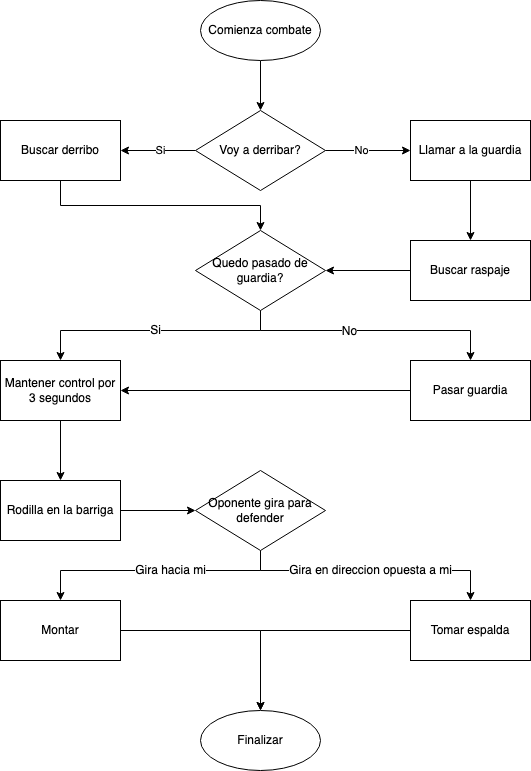 Comienza combate
Voy a derribar?
Si
No
Buscar derribo
Llamar a la guardia
Buscar raspaje
Quedo pasado de
guardia?
Si
No
Mantener control por
3 segundos
Pasar guardia
Rodilla en la barriga
Oponente gira para
defender
Gira hacia mi
Gira en direccion opuesta a mi
Montar
Tomar espalda
Finalizar